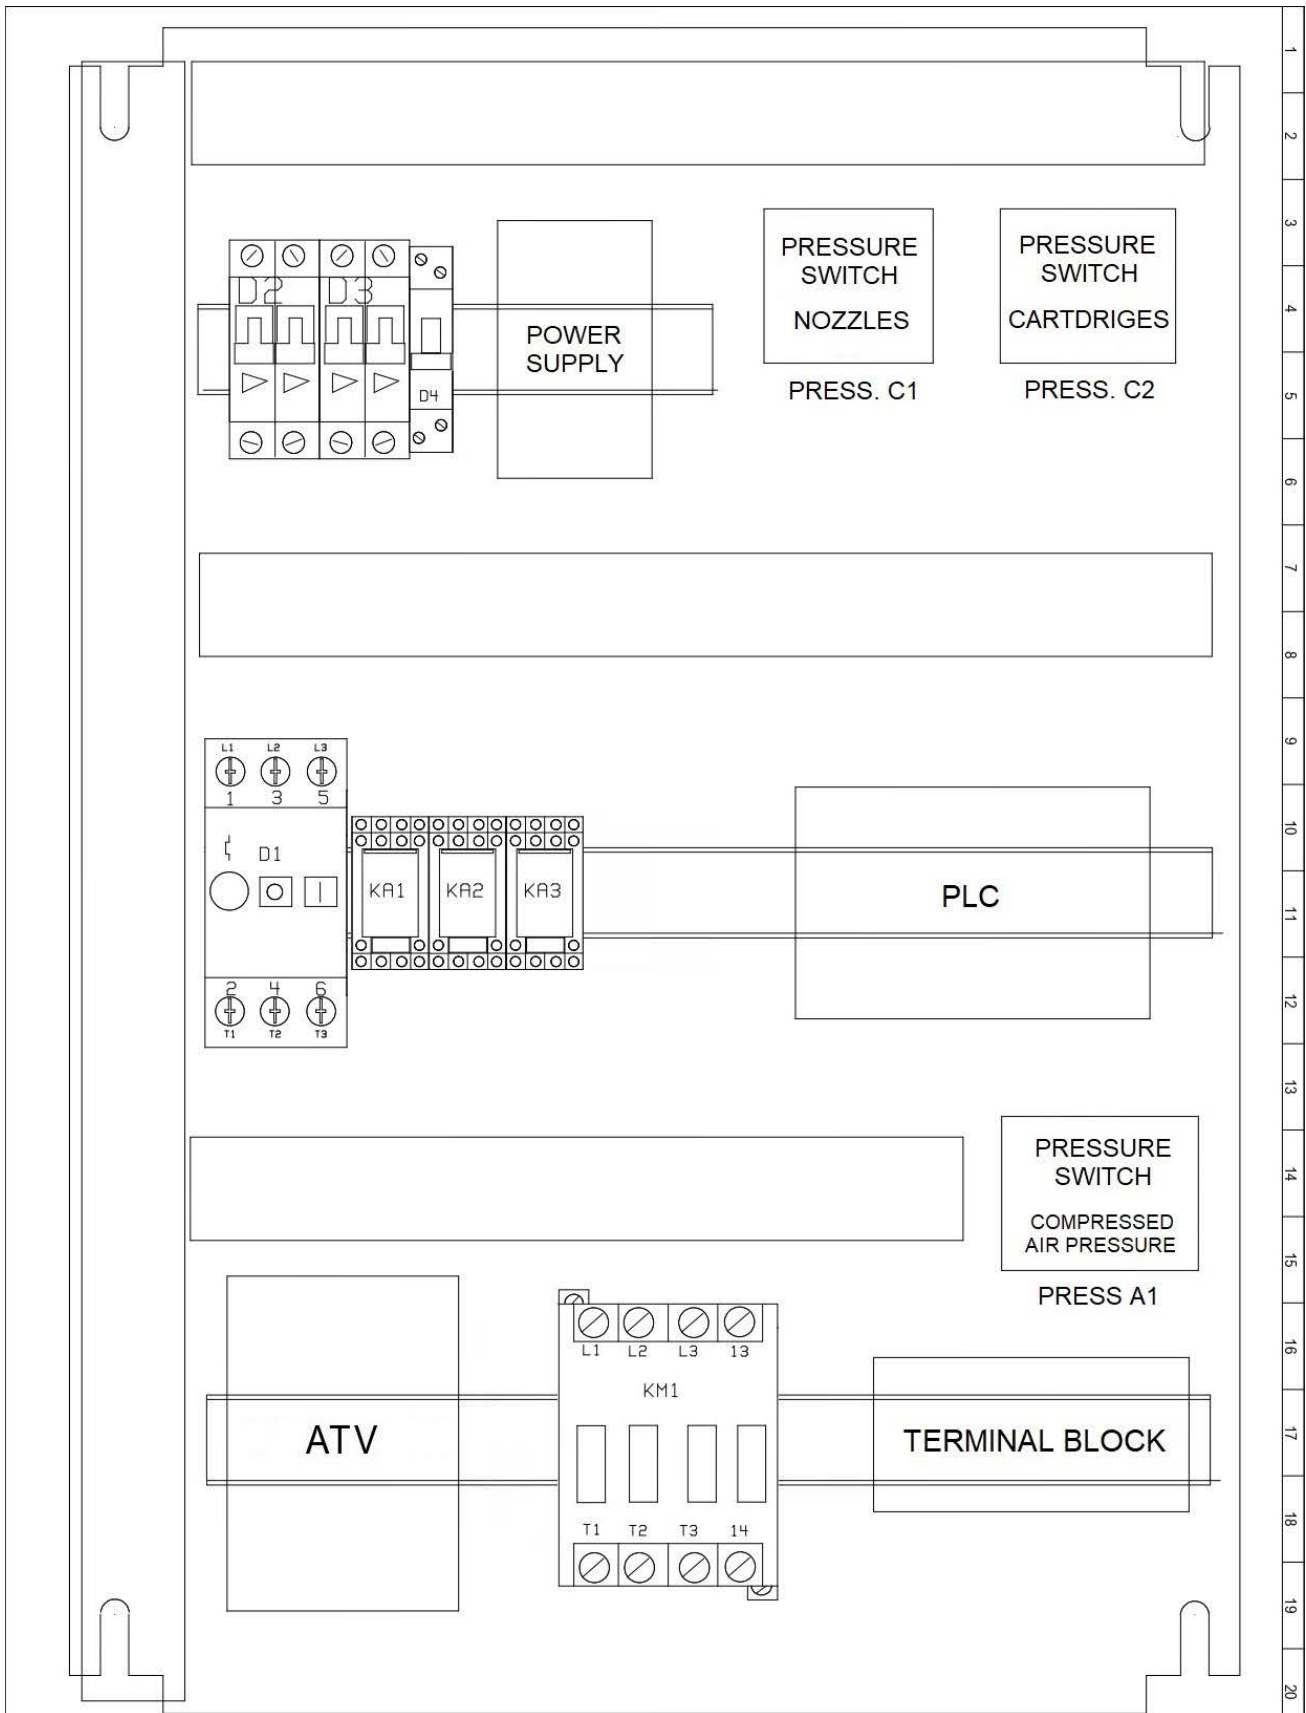 1
2
3
PRESSURE
SWITCH
NOZZLES
PRESSURE
SWITCH
CARTDRIGES
D2 D3
4
POWER
SUPPLY
D4
5
PRESS. C1
PRESS. C2
6
7
8
9
L1 L2 L3
1 3 5
10
D1
KA1 KA2 KA3
PLC
11
2 4 6
T1 T2 T3
12
13
PRESSURE
SWITCH
COMPRESSED
AIR PRESSURE
14
15
PRESS A1
L1 L2 L3 13
16
KM1
ATV
TERMINAL BLOCK
17
T1 T2 T3 14
18
19
20